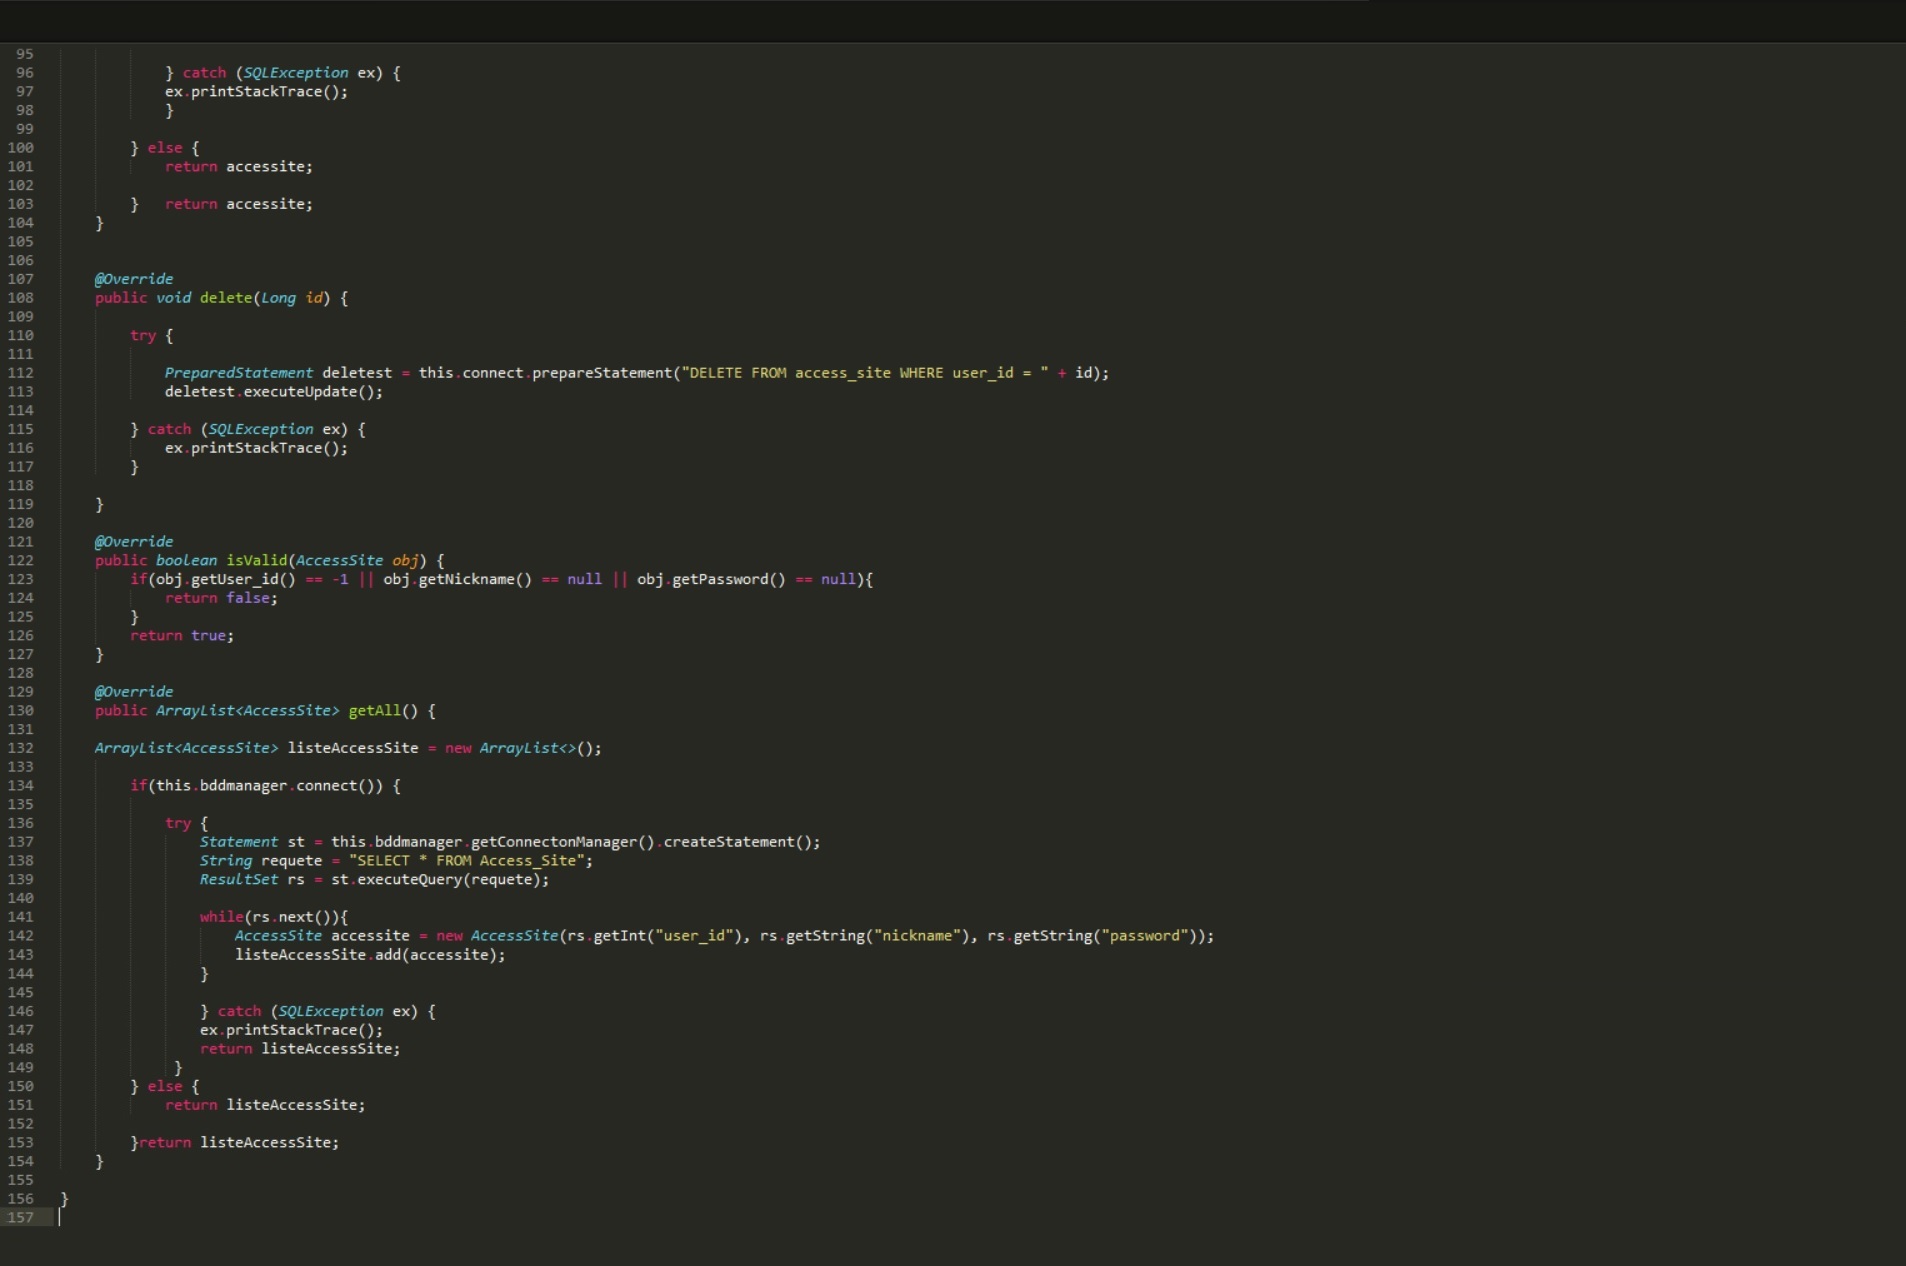 95
96 } catch (SQLException ex) {
97 ex.printStackTrace();
98 }
99
100 } else {
101 return accessite;
102
103 } return accessite;
104 }
105
106
107 @Override
108 public void delete(Long id) {
109
110 try {
111
112 PreparedStatement deletest = this.connect.prepareStatement("DELETE FROM access_site WHERE user_id = " + id);
113 deletest.executeUpdate();
114
115 } catch (SQLException ex) {
116 ex.printStackTrace();
117 }
118
119 }
120
121 @Override
122 public boolean isValid(AccessSite obj) {
123 if(obj.getUser_id() == -1 || obj.getNickname() == null || obj.getPassword() == null){
124 return false;
125 }
126 return true;
127 }
128
129 @Override
130 public ArrayList<AccessSite> getAll() {
131
132 ArrayList<AccessSite> listeAccessSite = new ArrayList<>();
133
134 if(this.bddmanager.connect()) {
135
136 try {
137 Statement st = this.bddmanager.getConnectonManager().createStatement();
138 String requete = "SELECT * FROM Access_Site";
139 ResultSet rs = st.executeQuery(requete);
140
141 while(rs.next()){
142 AccessSite accessite = new AccessSite(rs.getInt("user_id"), rs.getString("nickname"), rs.getString("password"));
143 listeAccessSite.add(accessite);
144 }
145
146 } catch (SQLException ex) {
147 ex.printStackTrace();
148 return listeAccessSite;
149 }
150 } else {
151 return listeAccessSite;
152
153 }return listeAccessSite;
154 }
155
156 }
157